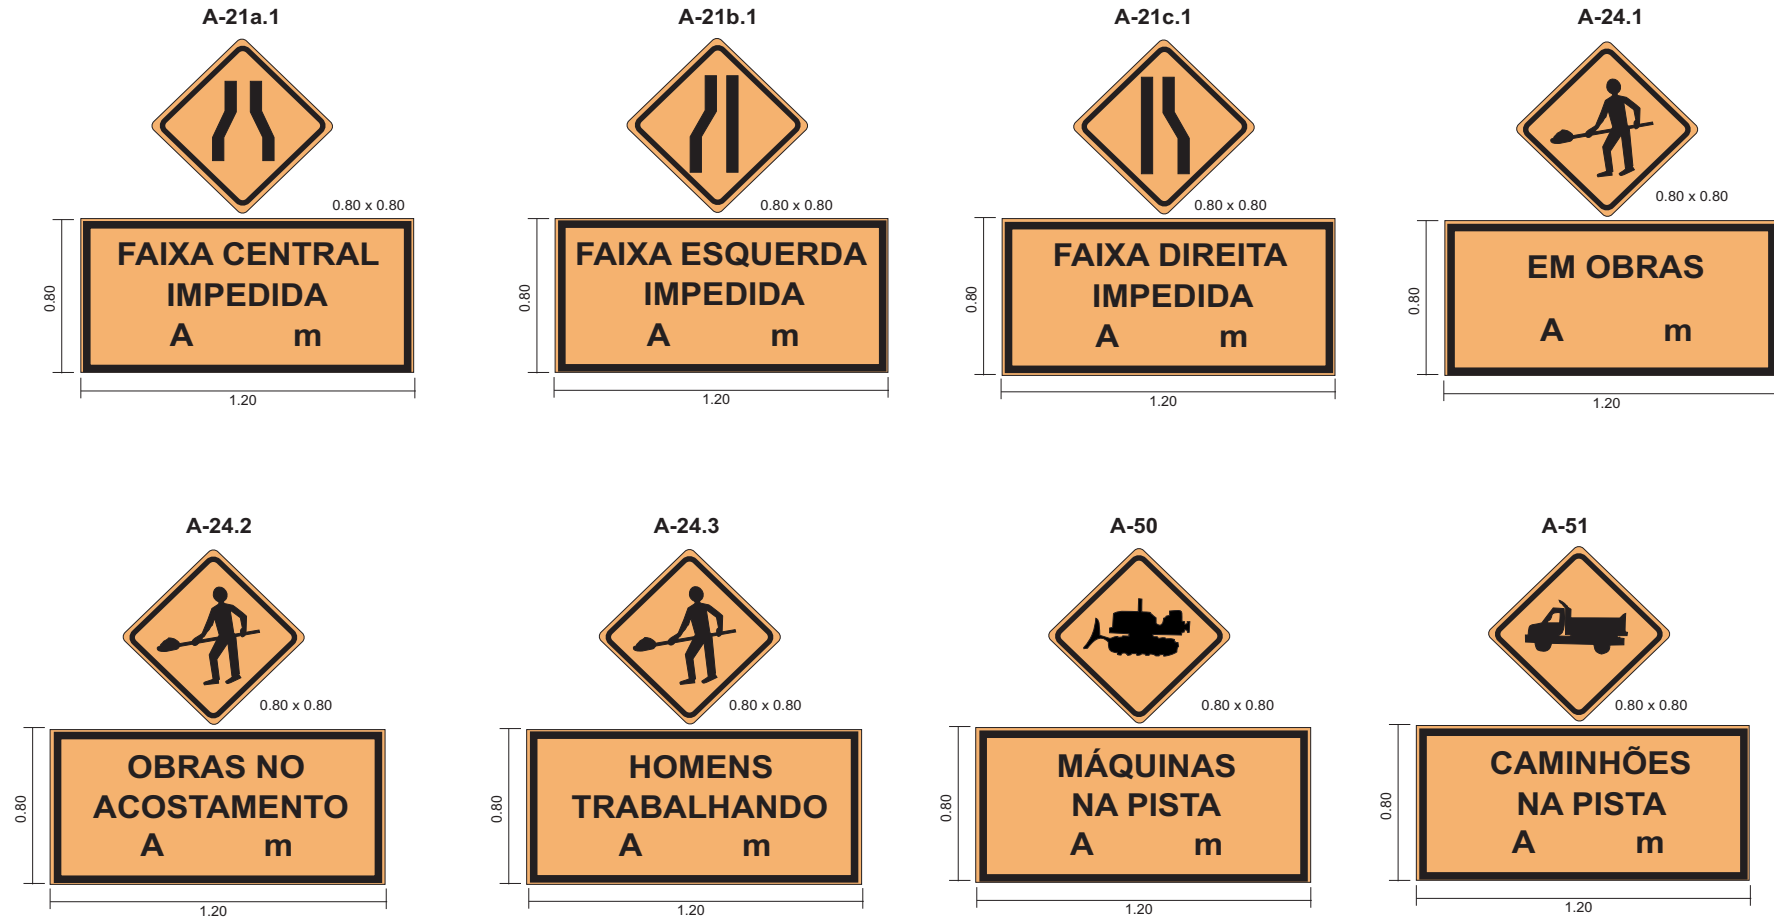 A-21a.1
0.80 x 0.80
0.80
FAIXA CENTRAL
IMPEDIDA
A m
1.20
A-21b.1
0.80 x 0.80
0.80
FAIXA ESQUERDA
IMPEDIDA
A m
1.20
A-21c.1
0.80 x 0.80
0.80
FAIXA DIREITA
IMPEDIDA
A m
1.20
A-24.1
0.80 x 0.80
0.80
EM OBRAS
A m
1.20
A-24.2
0.80 x 0.80
0.80
OBRAS NO
ACOSTAMENTO
A m
1.20
A-24.3
0.80 x 0.80
0.80
HOMENS
TRABALHANDO
A m
1.20
A-50
0.80 x 0.80
0.80
MÁQUINAS
NA PISTA
A m
1.20
A-51
0.80 x 0.80
0.80
CAMINHÕES
NA PISTA
A m
1.20